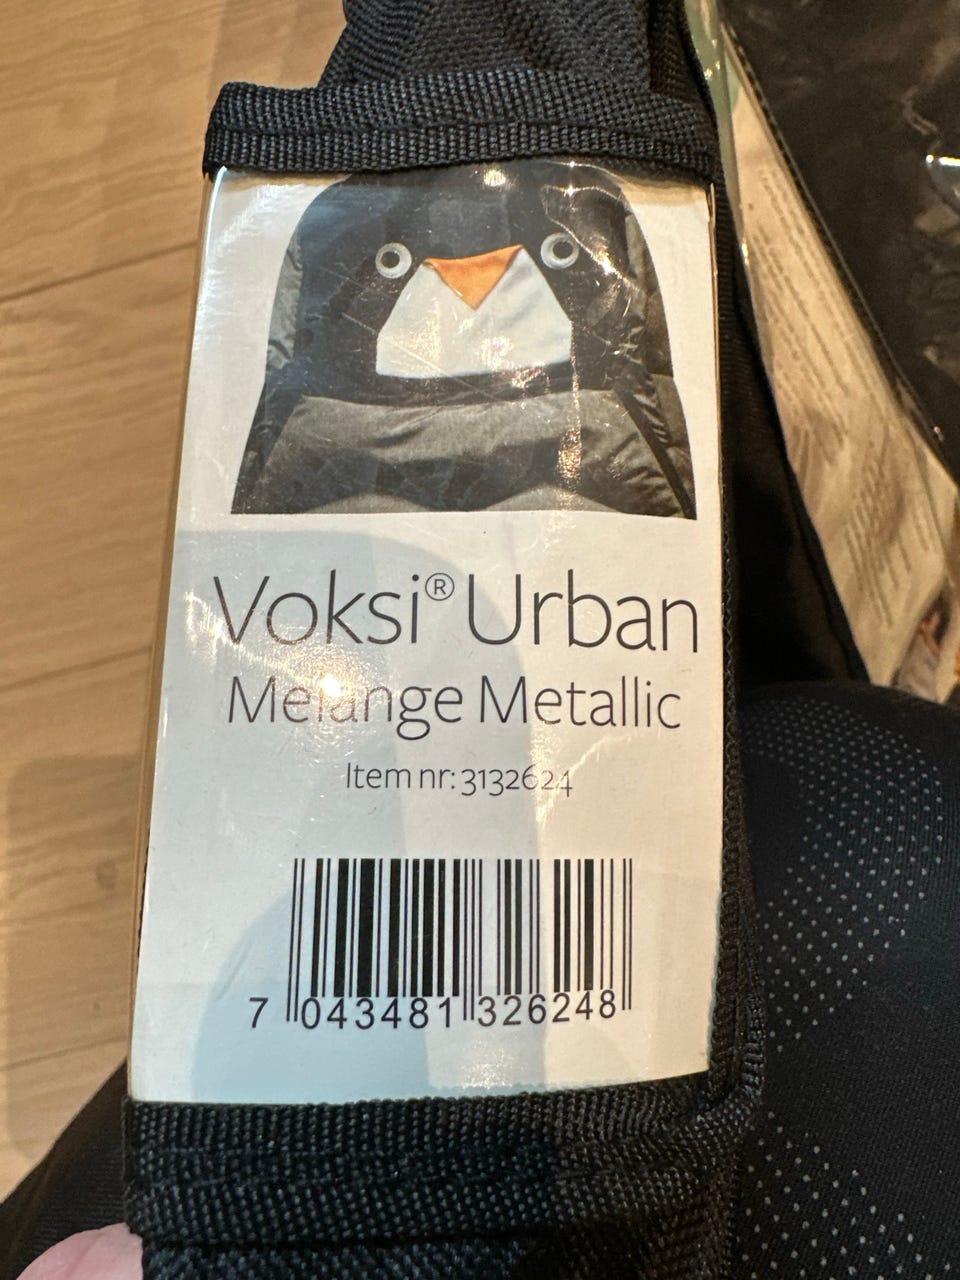 Voksi® Urban
Melange Metallic
Item nr: 3132624
7 043481 326248